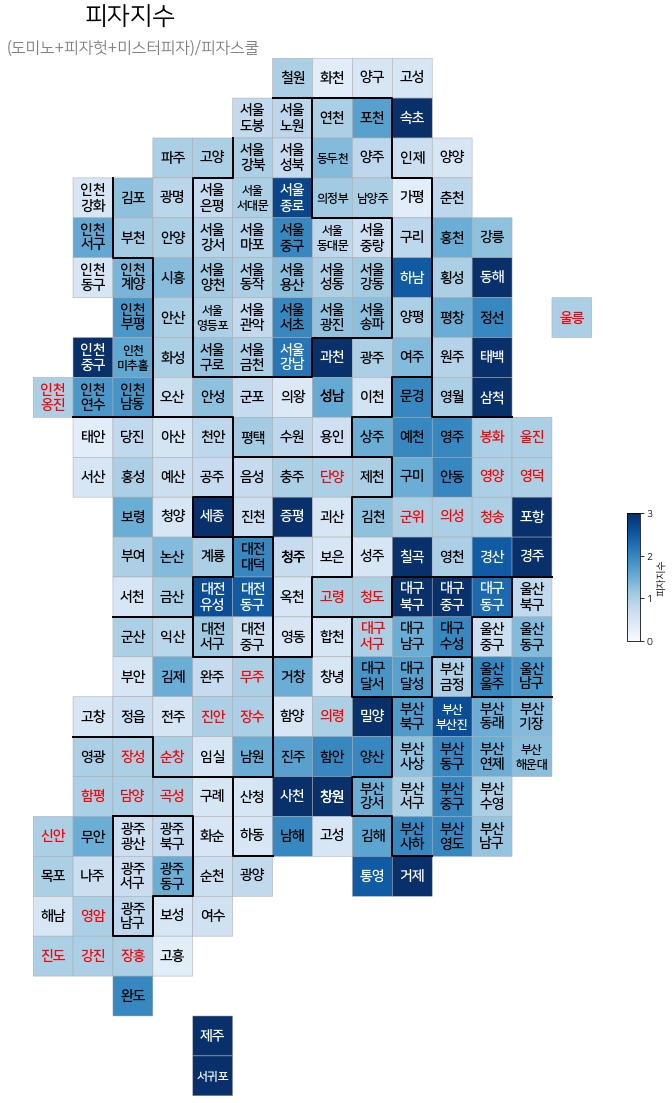 피자지수
(도미노+피자헛+미스터피자)/피자스쿨
철원 화천 양구 고성
서울 도봉 서울 노원 연천 포천 속초
파주 고양 서울 강북 서울 성북 동두천 양주 인제 양양
인천 강화 김포 광명 서울 은평 서울 서대문 서울 종로 의정부 남양주 가평 춘천
인천 서구 부천 안양 서울 강서 서울 마포 서울 중구 서울 동대문 서울 중랑 구리 홍천 강릉
인천 동구 인천 계양 시흥 서울 양천 서울 동작 서울 용산 서울 성동 서울 강동 하남 횡성 동해
인천 부평 안산 서울 영등포 서울 관악 서울 서초 서울 광진 서울 송파 양평 평창 정선 울릉
인천 중구 인천 미추홀 화성 서울 구로 서울 금천 서울 강남 과천 광주 여주 원주 태백
인천 옹진 인천 연수 인천 남동 오산 안성 군포 의왕 성남 이천 문경 영월 삼척
태안 당진 아산 천안 평택 수원 용인 상주 예천 영주 봉화 울진
서산 홍성 예산 공주 음성 충주 단양 제천 구미 안동 영양 영덕
보령 청양 세종 진천 증평 괴산 김천 군위 의성 청송 포항
부여 논산 계룡 대전 대덕 청주 보은 성주 칠곡 영천 경산 경주
서천 금산 대전 유성 대전 동구 옥천 고령 청도 대구 북구 대구 중구 대구 동구 울산 북구
군산 익산 대전 서구 대전 중구 영동 합천 대구 서구 대구 남구 대구 수성 울산 중구 울산 동구
부안 김제 완주 무주 거창 창녕 대구 달서 대구 달성 부산 금정 울산 울주 울산 남구
고창 정읍 전주 진안 장수 함양 의령 밀양 부산 북구 부산 부산진 부산 동래 부산 기장
영광 장성 순창 임실 남원 진주 함안 양산 부산 사상 부산 동구 부산 연제 부산 해운대
함평 담양 곡성 구례 산청 사천 창원 부산 강서 부산 서구 부산 중구 부산 수영
신안 무안 광주 광산 광주 북구 화순 하동 남해 고성 김해 부산 사하 부산 영도 부산 남구
목포 나주 광주 서구 광주 동구 순천 광양 통영 거제
해남 영암 광주 남구 보성 여수
진도 강진 장흥 고흥
완도
제주
서귀포
3
2
1
0
피자지수